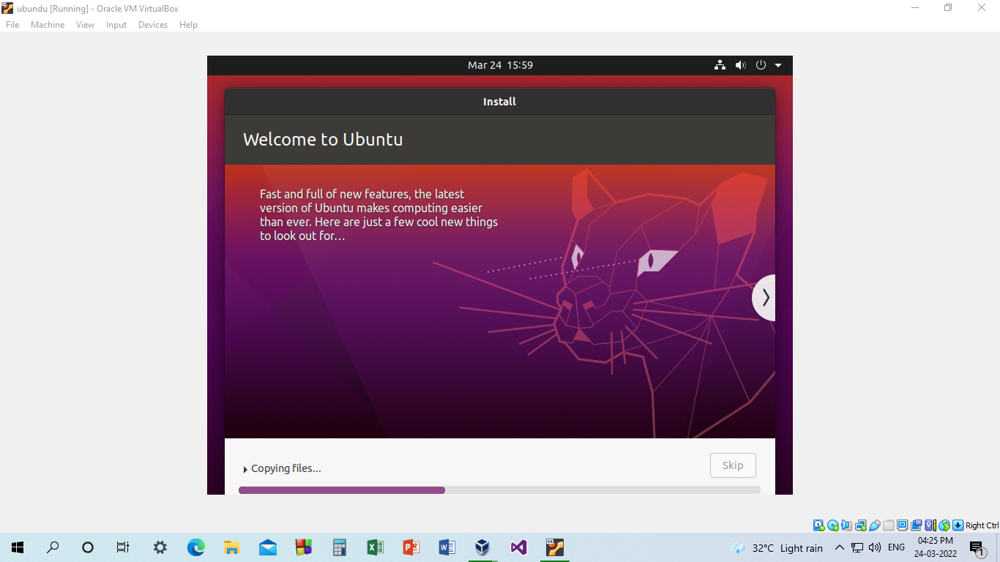 ubundu [Running] - Oracle VM VirtualBox
File Machine View Input Devices Help
Mar 24 15:59
Install
Welcome to Ubuntu
Fast and full of new features, the latest
version of Ubuntu makes computing easier
than ever. Here are just a few cool new things
to look out for…
Copying files…
Skip
Right Ctrl
32°C Light rain
ENG
04:25 PM
24-03-2022
1